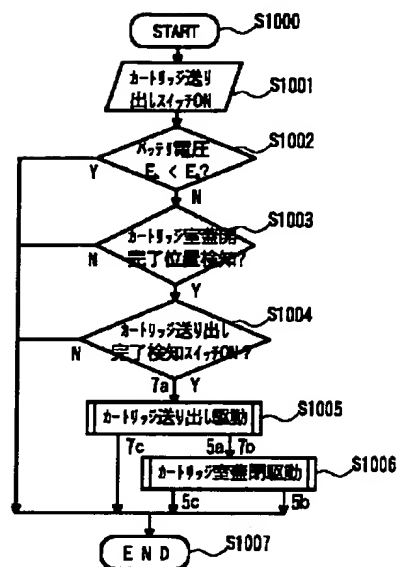 START
S1000
カートリッジ送り
出しスイッチON
S1001
バッテリ電圧
S1002
Y
N
カートリッジ室蓋開
完了位置検知?
S1003
N
Y
カートリッジ送り出し
完了検知スイッチON?
S1004
N
7a
Y
カートリッジ送り出し駆動
S1005
7c
5a
7b
カートリッジ室蓋閉駆動
S1006
5c
5b
END
S1007